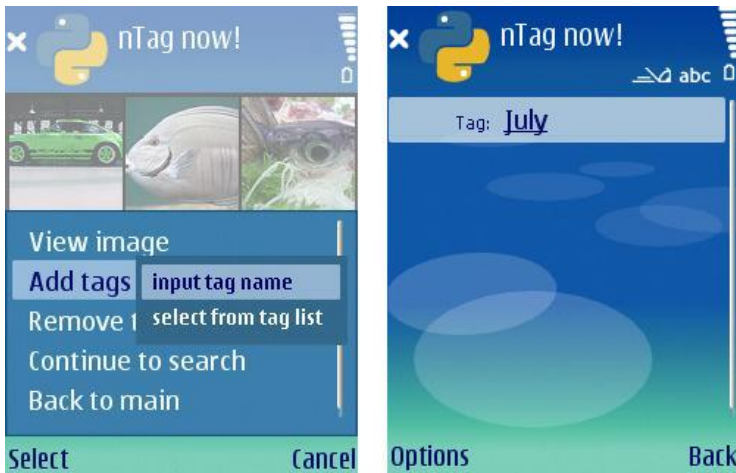 nTag now!
View image
Add tags
input tag name
Remove t
select from tag list
Continue to search
Back to main
Select Cancel
nTag now!
abc
Tag: July
Options Back